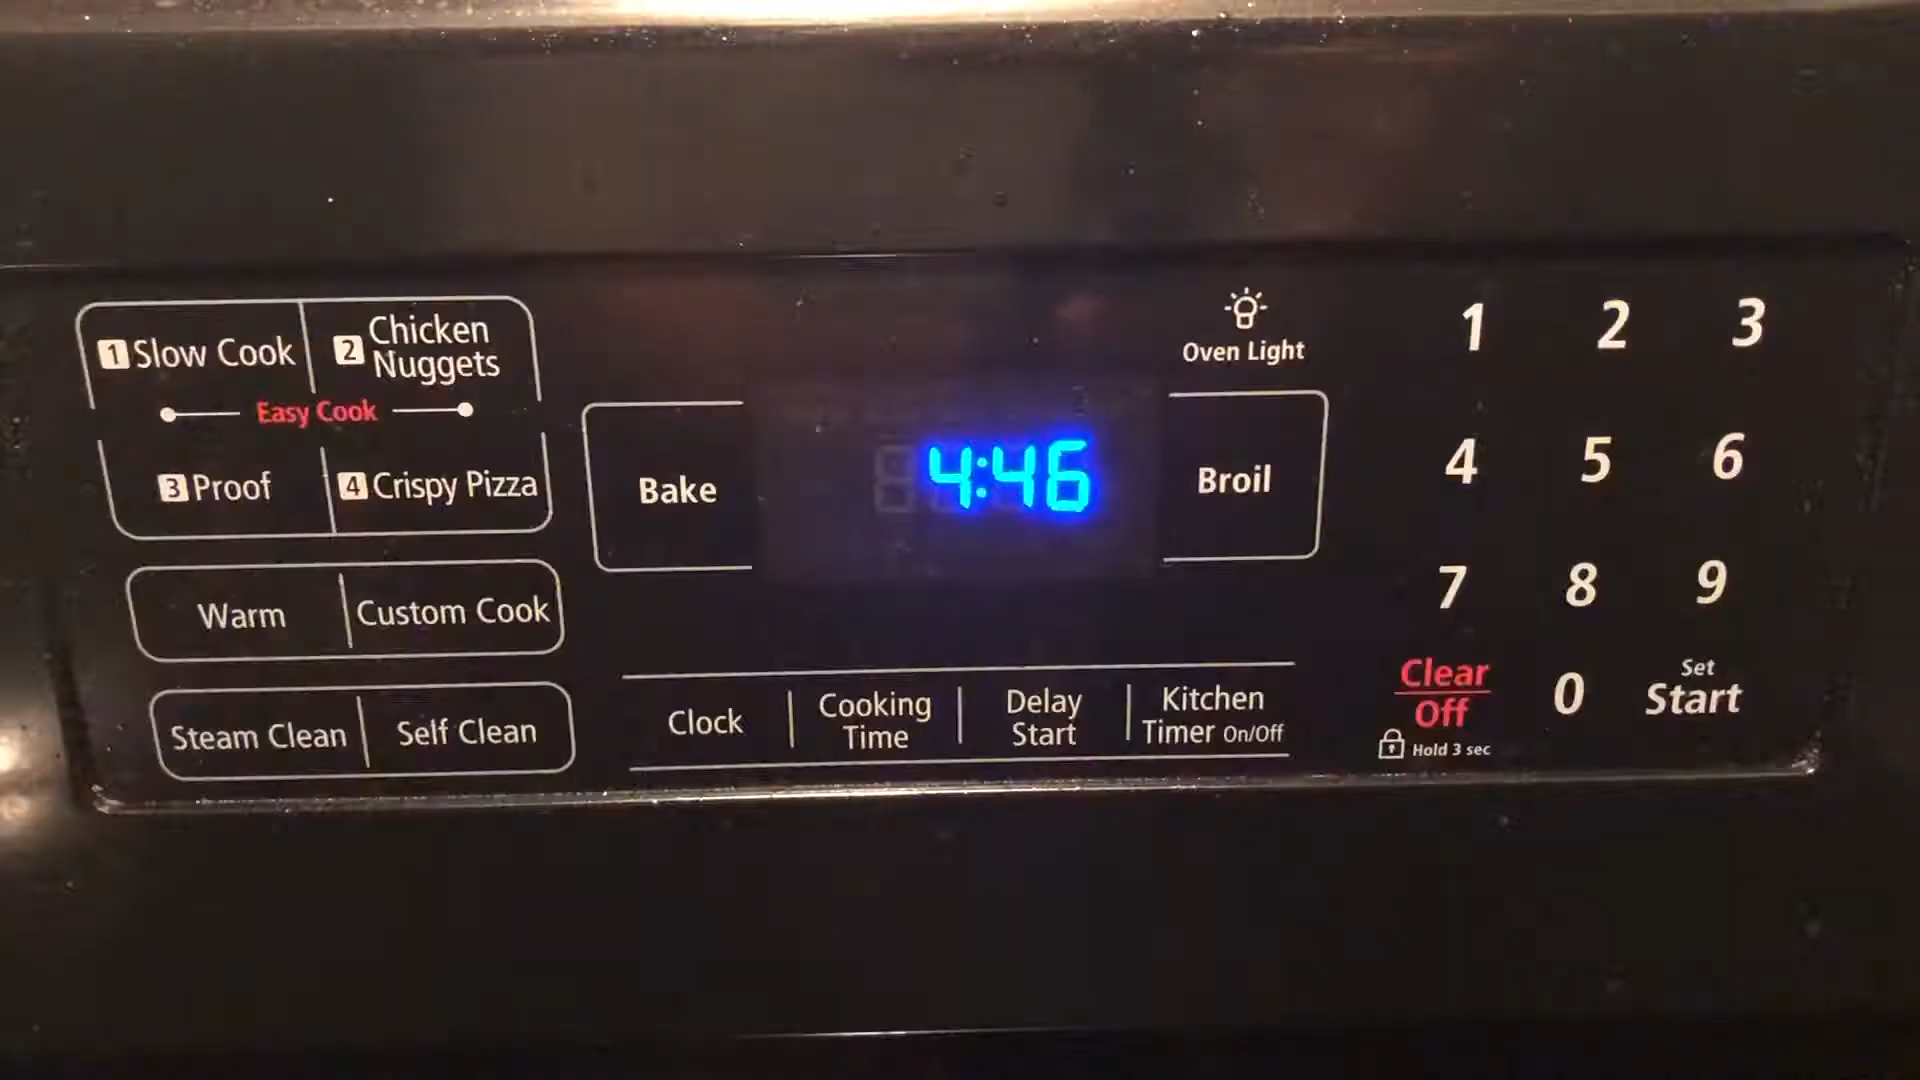 1 Slow Cook
2 Chicken
Nuggets
Easy Cook
3 Proof
4 Crispy Pizza
Warm
Custom Cook
Steam Clean
Self Clean
Bake
4:46
Oven Light
Broil
Clock
Cooking
Time
Delay
Start
Kitchen
Timer On/Off
1 2 3
4 5 6
7 8 9
Clear
Off
Hold 3 sec
0
Set
Start